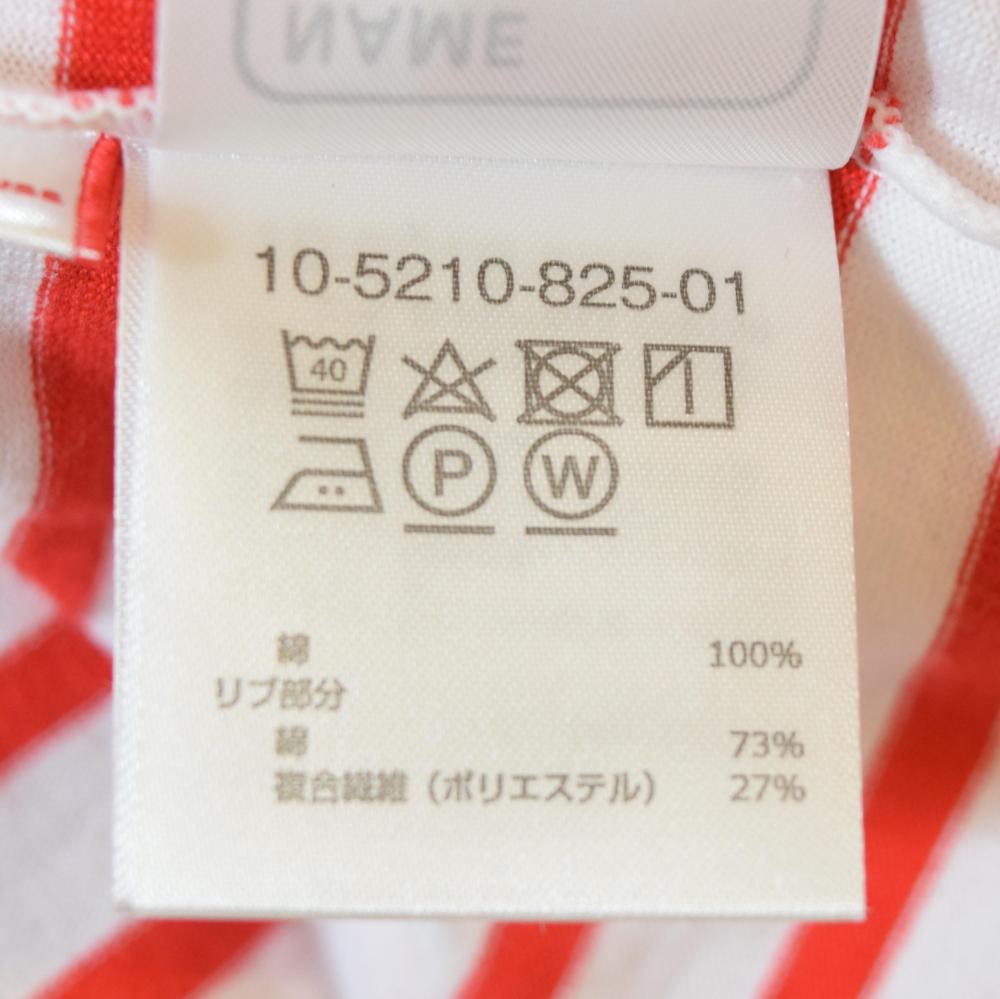 NAME
10-5210-825-01
40
P W
綿 100%
リブ部分
綿 73%
複合繊維（ポリエステル） 27%